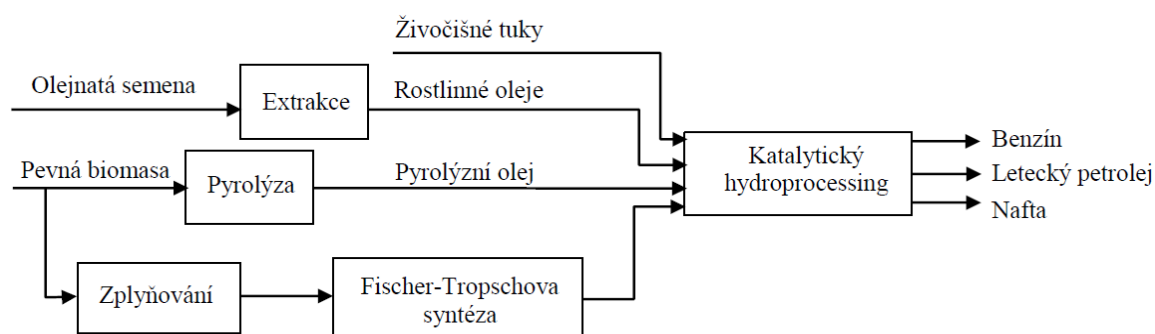 Živočišné tuky
Olejnatá semena
Extrakce
Rostlinné oleje
Pevná biomasa
Pyrolýza
Pyrolýzní olej
Katalytický
hydroprocessing
Benzín
Letecký petrolej
Nafta
Zplyňování
Fischer-Tropschova
syntéza